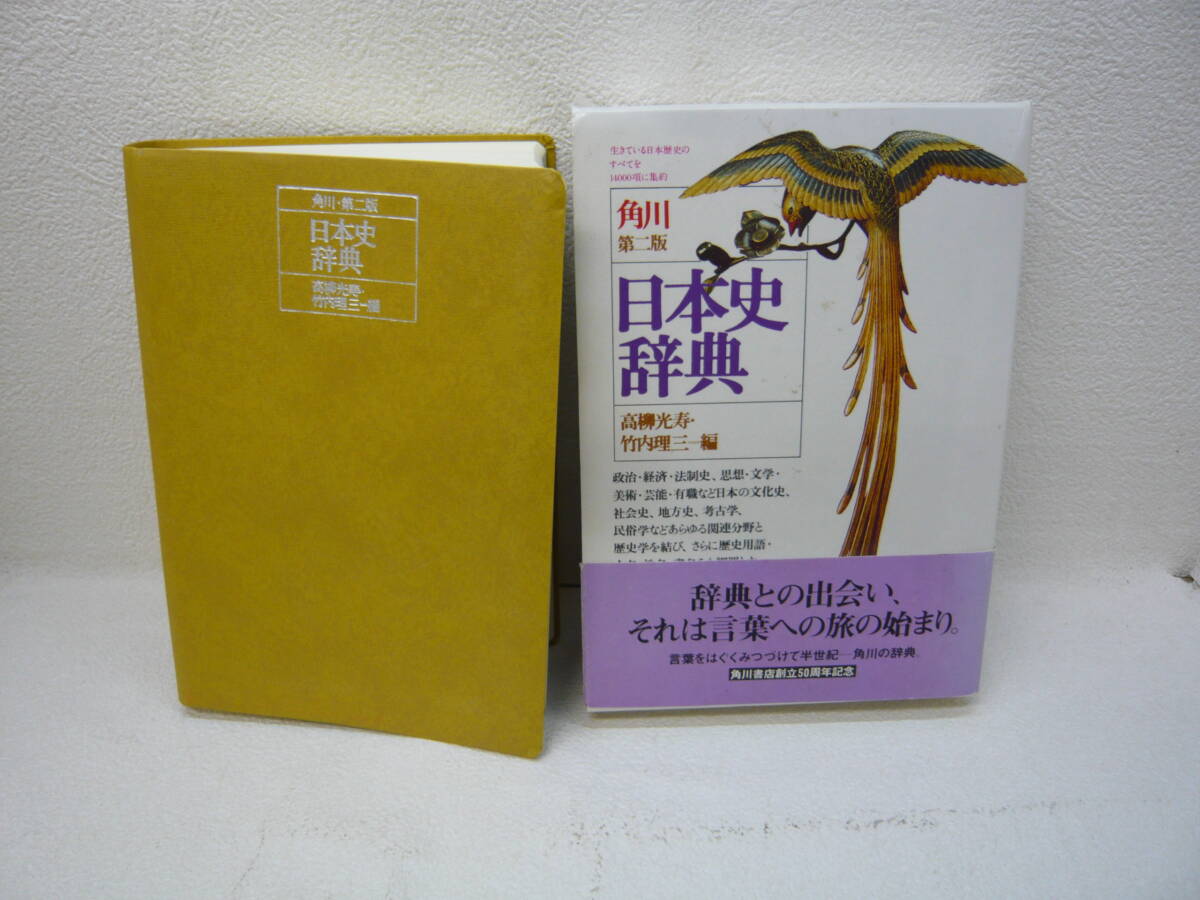 角川・第二版
日本史
辞典
高柳光寿・
竹内理三一編
生きている日本歴史の
すべてを
14000項に集約
角川
第二版
日本史
辞典
高柳光寿・
竹内理三一編
政治・経済・法制史、思想・文学・
美術・芸能・有職など日本の文化史、
社会史、地方史、考古学、
民俗学などあらゆる関連分野と
歴史学を結び、さらに歴史用語・
辞典との出会い、
それは言葉への旅の始まり。
言葉をはぐくみつづけて半世紀―角川の辞典。
角川書店創立50周年記念